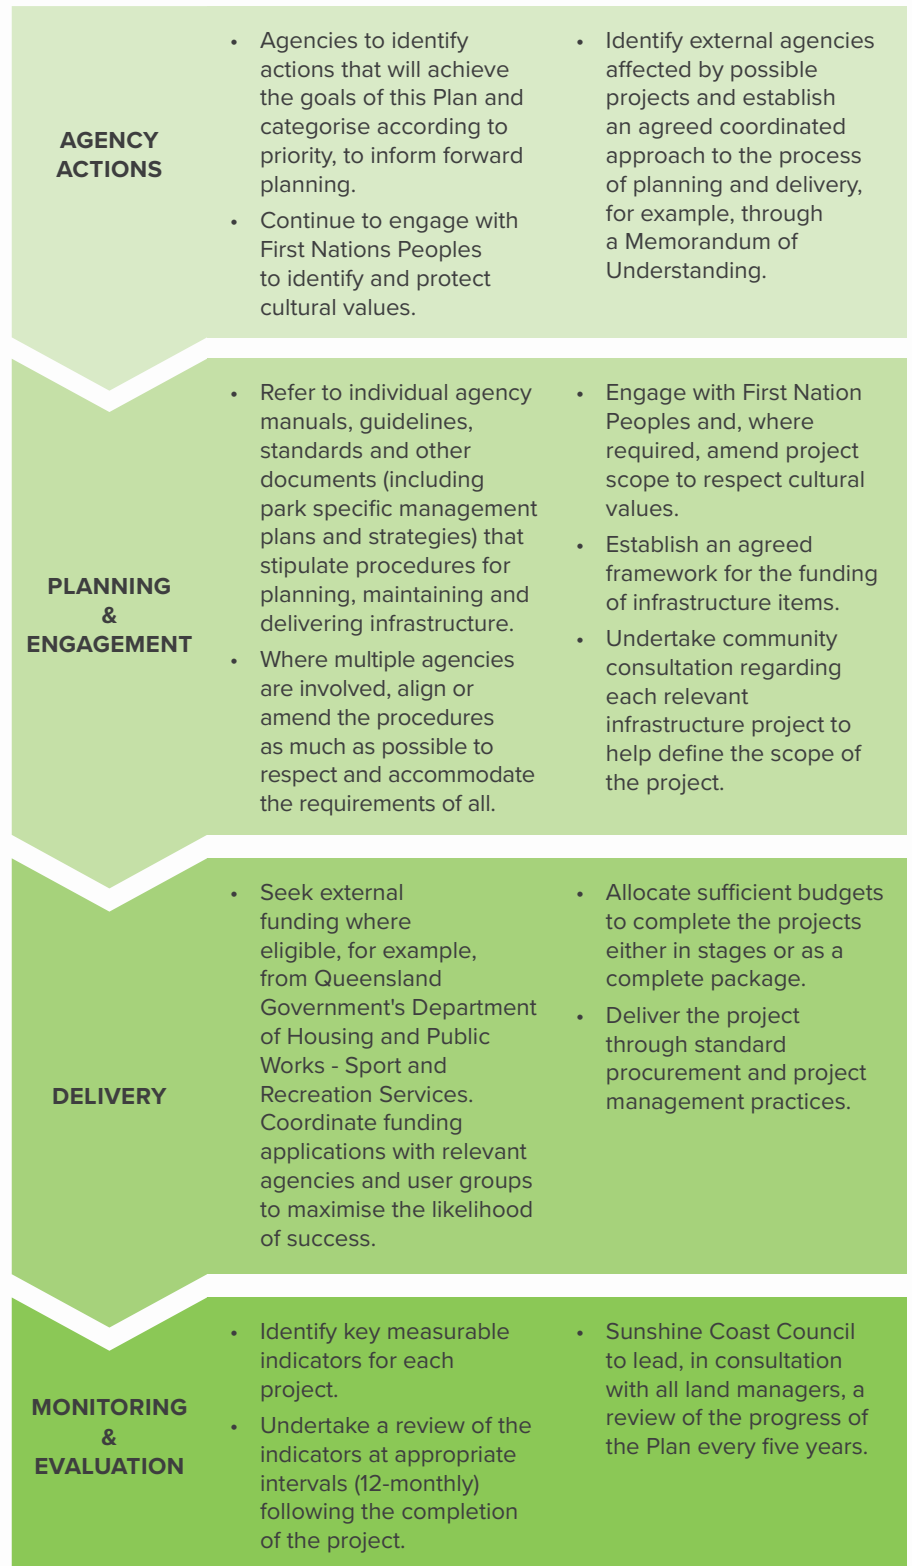 AGENCY
ACTIONS
• Agencies to identify
actions that will achieve
the goals of this Plan and
categorise according to
priority, to inform forward
planning.
• Continue to engage with
First Nations Peoples
to identify and protect
cultural values.
• Identify external agencies
affected by possible
projects and establish
an agreed coordinated
approach to the process
of planning and delivery,
for example, through
a Memorandum of
Understanding.
PLANNING
&
ENGAGEMENT
• Refer to individual agency
manuals, guidelines,
standards and other
documents (including
park specific management
plans and strategies) that
stipulate procedures for
planning, maintaining and
delivering infrastructure.
• Where multiple agencies
are involved, align or
amend the procedures
as much as possible to
respect and accommodate
the requirements of all.
• Engage with First Nation
Peoples and, where
required, amend project
scope to respect cultural
values.
• Establish an agreed
framework for the funding
of infrastructure items.
• Undertake community
consultation regarding
each relevant
infrastructure project to
help define the scope of
the project.
DELIVERY
• Seek external
funding where
eligible, for example,
from Queensland
Government's Department
of Housing and Public
Works - Sport and
Recreation Services.
Coordinate funding
applications with relevant
agencies and user groups
to maximise the likelihood
of success.
• Allocate sufficient budgets
to complete the projects
either in stages or as a
complete package.
• Deliver the project
through standard
procurement and project
management practices.
MONITORING
&
EVALUATION
• Identify key measurable
indicators for each
project.
• Undertake a review of the
indicators at appropriate
intervals (12-monthly)
following the completion
of the project.
• Sunshine Coast Council
to lead, in consultation
with all land managers, a
review of the progress of
the Plan every five years.